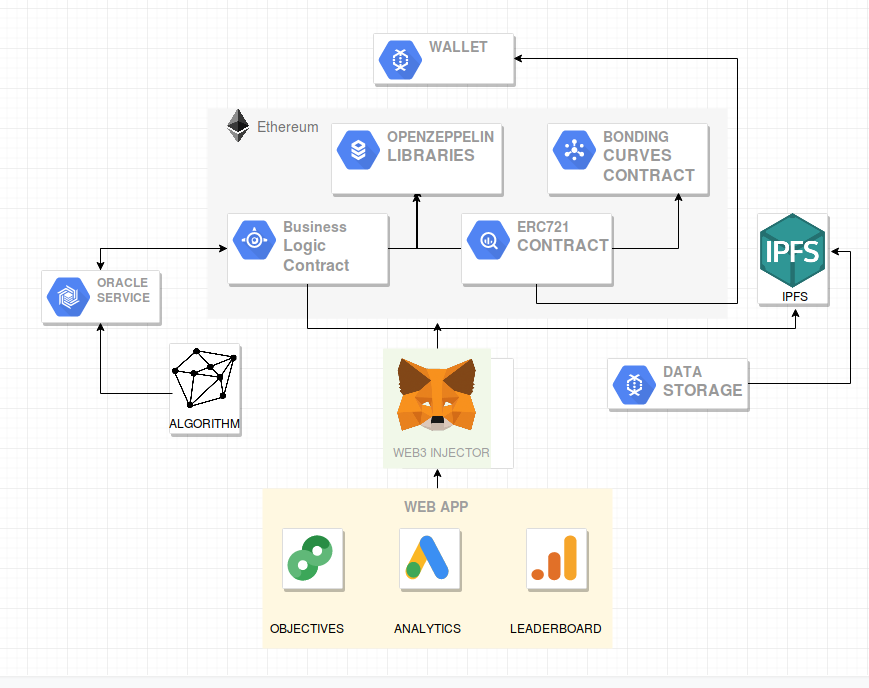 WALLET
Ethereum
OPENZEPPELIN
LIBRARIES
BONDING
CURVES
CONTRACT
Business
Logic
Contract
ERC721
CONTRACT
IPFS
IPFS
ORACLE
SERVICE
ALGORITHM
DATA
STORAGE
WEB3 INJECTOR
WEB APP
OBJECTIVES
ANALYTICS
LEADERBOARD